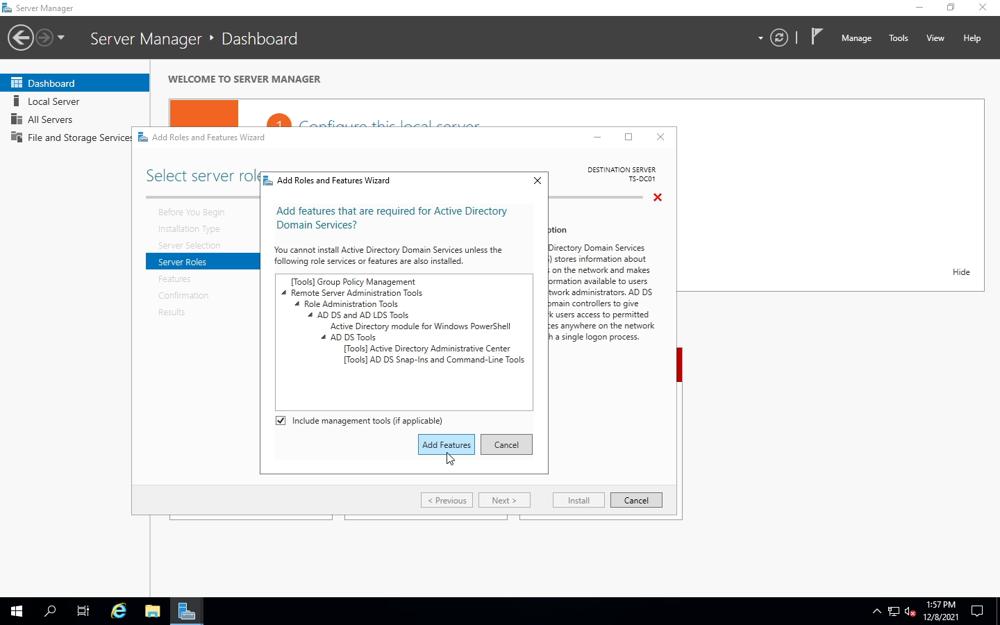 Server Manager
Server Manager
Dashboard
Manage
Tools
View
Help
Dashboard
Local Server
All Servers
File and Storage Services
WELCOME TO SERVER MANAGER
1
Configure this local server
Hide
Add Roles and Features Wizard
Select server role
DESTINATION SERVER
TS-DC01
Before You Begin
Installation Type
Server Selection
Server Roles
Features
Confirmation
Results
Directory Domain Services
stores information about
on the network and makes
available to users
administrators. AD DS
controllers to give
users access to permitted
anywhere on the network
a single logon process.
< Previous
Next >
Install
Cancel
Add Roles and Features Wizard
Add features that are required for Active Directory
Domain Services?
You cannot install Active Directory Domain Services unless the
following role services or features are also installed.
[Tools] Group Policy Management
Remote Server Administration Tools
Role Administration Tools
AD DS and AD LDS Tools
Active Directory module for Windows PowerShell
AD DS Tools
[Tools] Active Directory Administrative Center
[Tools] AD DS Snap-Ins and Command-Line Tools
Include management tools (if applicable)
Add Features
Cancel
1:57 PM
12/8/2021